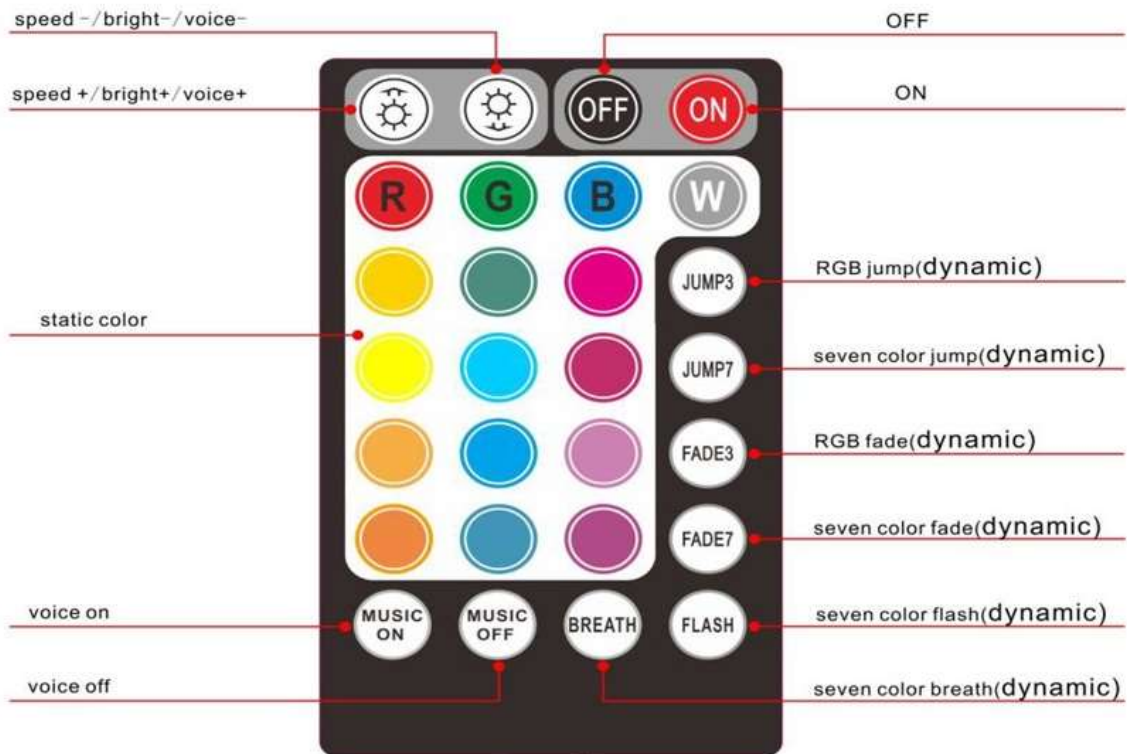 speed -/bright-/voice-
OFF
speed +/bright+/voice+
ON
OFF
ON
R
G
B
W
JUMP3
RGB jump(dynamic)
static color
JUMP7
seven color jump(dynamic)
FADE3
RGB fade(dynamic)
FADE7
seven color fade(dynamic)
voice on
MUSIC
ON
MUSIC
OFF
BREATH
FLASH
seven color flash(dynamic)
voice off
seven color breath(dynamic)